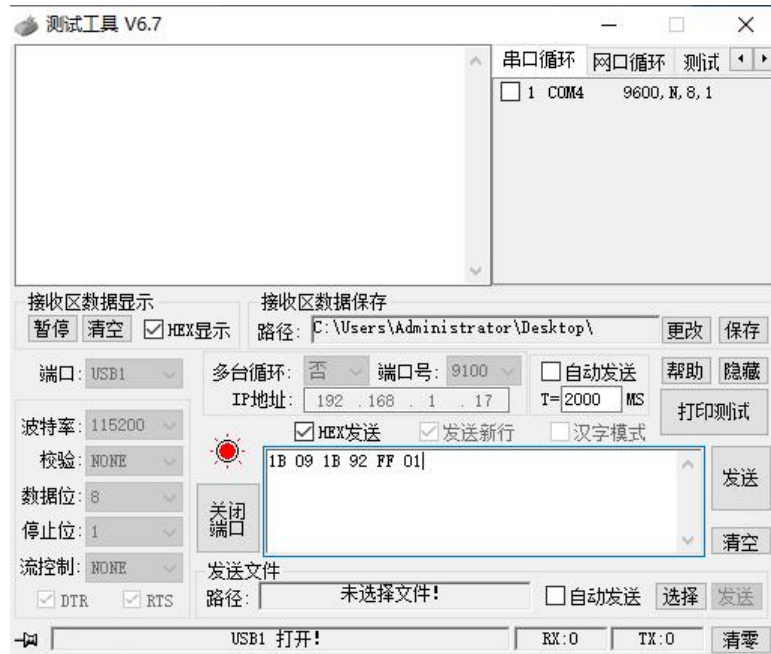 测试工具 V6.7
串口循环 网口循环 测试
1 COM4 9600,N,8,1
接收区数据显示
暂停 清空 HEX显示
接收区数据保存
路径: C:\Users\Administrator\Desktop\ 更改 保存
端口: USB1
多台循环: 否 端口号: 9100
自动发送
帮助 隐藏
IP地址: 192 .168 . 1 . 17
T= 2000 MS
打印测试
波特率: 115200
HEX发送 发送新行 汉字模式
校验: NONE
1B 09 1B 92 FF 01
发送
数据位: 8
关闭端口
停止位: 1
清空
流控制: NONE
发送文件
DTR RTS
路径: 未选择文件! 自动发送 选择 发送
USB1 打开! RX:0 TX:0 清零